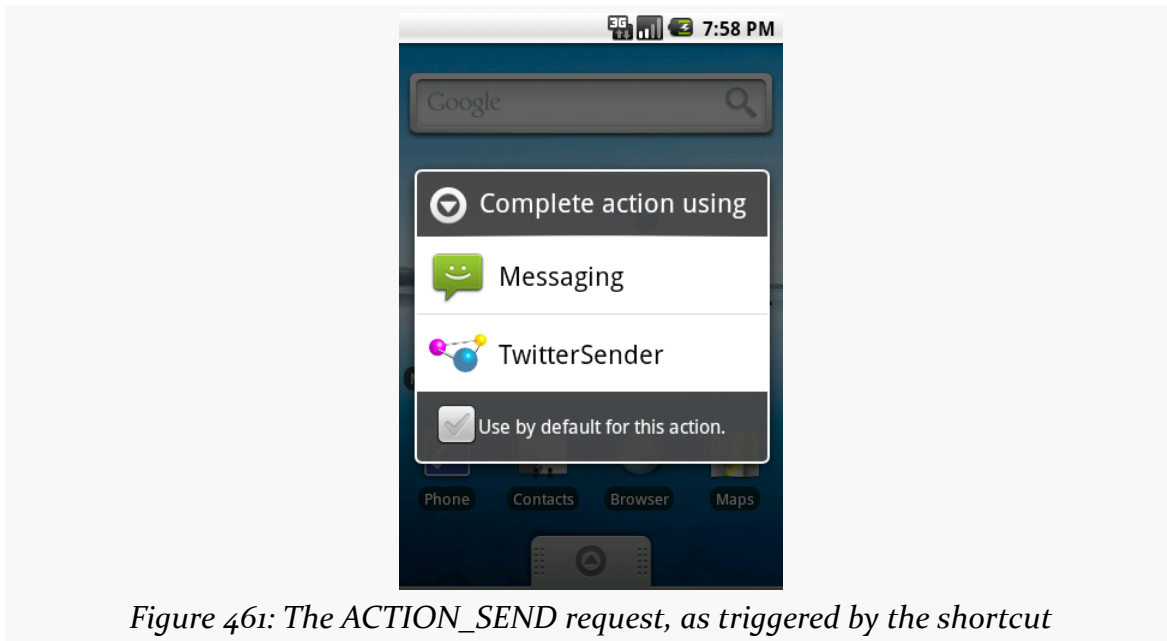 3G 7:58 PM
Google
Complete action using
Messaging
TwitterSender
Use by default for this action.
Phone Contacts Browser Maps
Figure 461: The ACTION_SEND request, as triggered by the shortcut